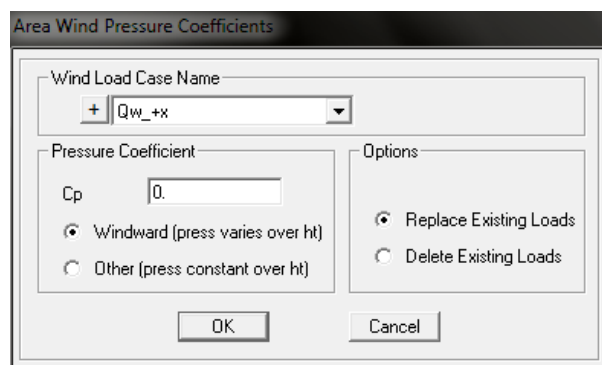 Area Wind Pressure Coefficients
Wind Load Case Name
+ Qw_+x
Pressure Coefficient
Cp 0.
Windward (press varies over ht)
Other (press constant over ht)
Options
Replace Existing Loads
Delete Existing Loads
OK Cancel